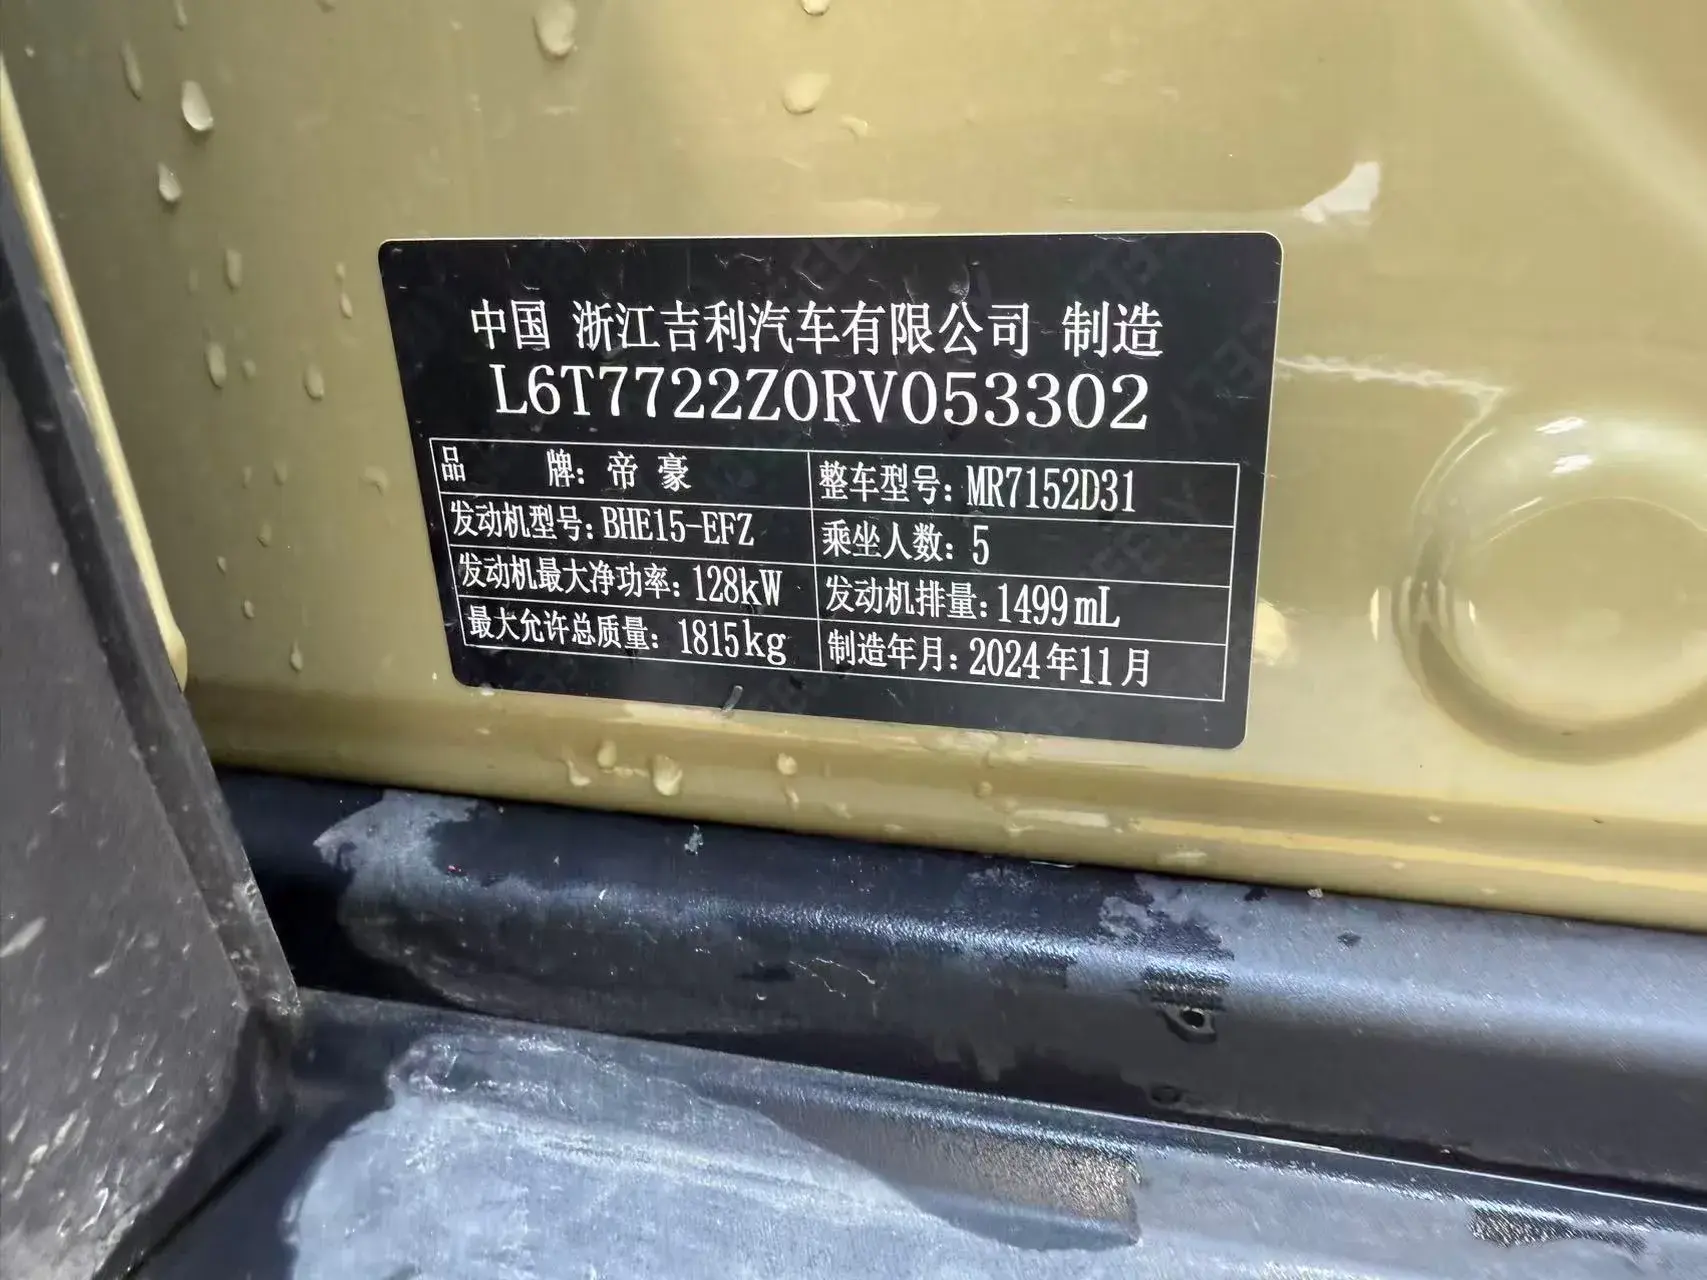 中国 浙江吉利汽车有限公司 制造
L6T7722Z0RV053302
品 牌：帝豪 整车型号：MR7152D31
发动机型号：BHE15-EFZ 乘坐人数：5
发动机最大净功率：128kW 发动机排量：1499mL
最大允许总质量：1815kg 制造年月：2024年11月